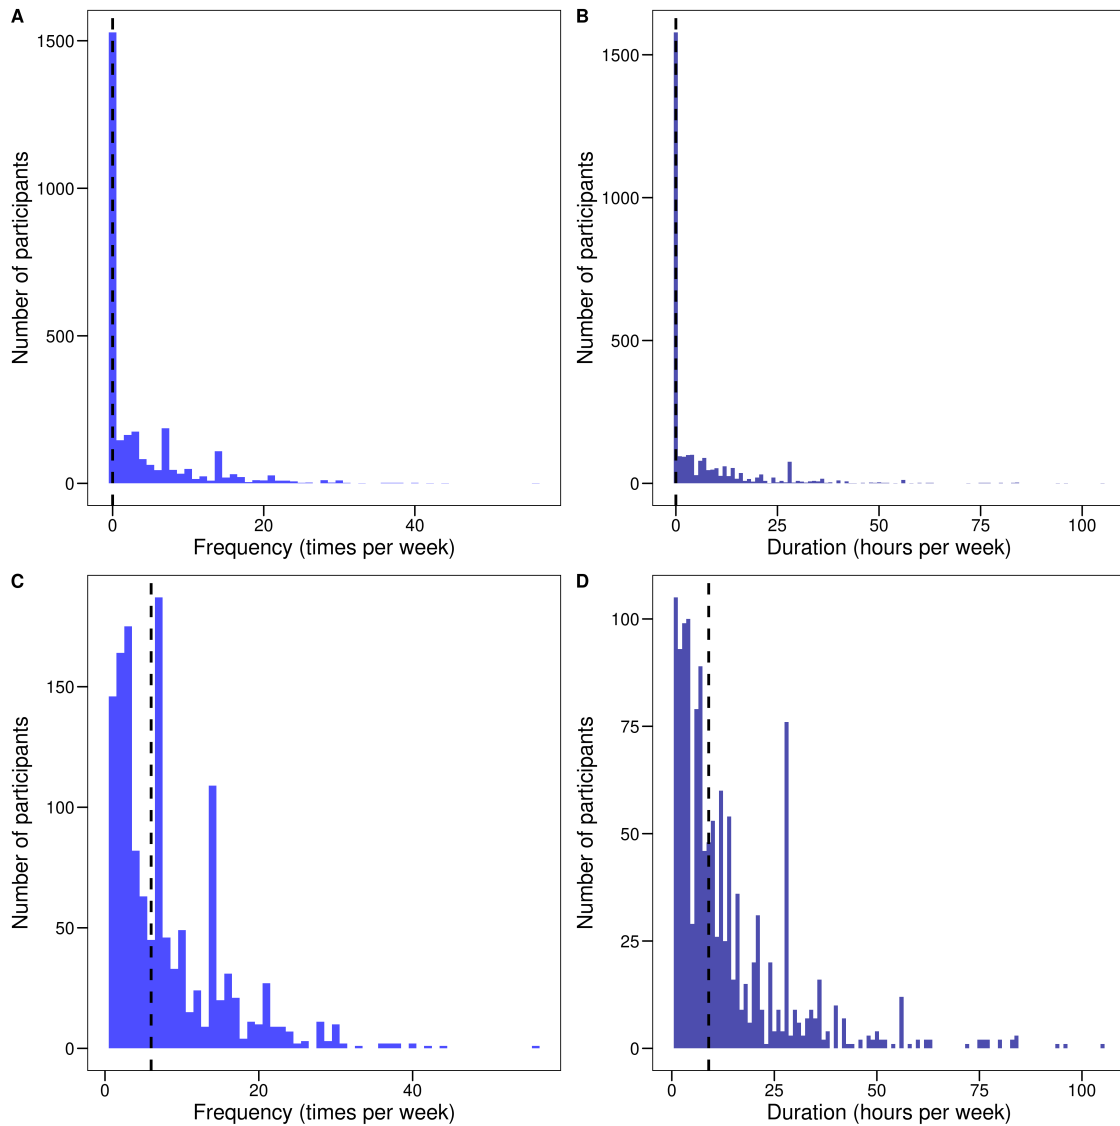 A
Number of participants
1500
1000
500
0
0 20 40
Frequency (times per week)
B
Number of participants
1500
1000
500
0
0 25 50 75 100
Duration (hours per week)
C
Number of participants
150
100
50
0
0 20 40
Frequency (times per week)
D
Number of participants
100
75
50
25
0
0 25 50 75 100
Duration (hours per week)